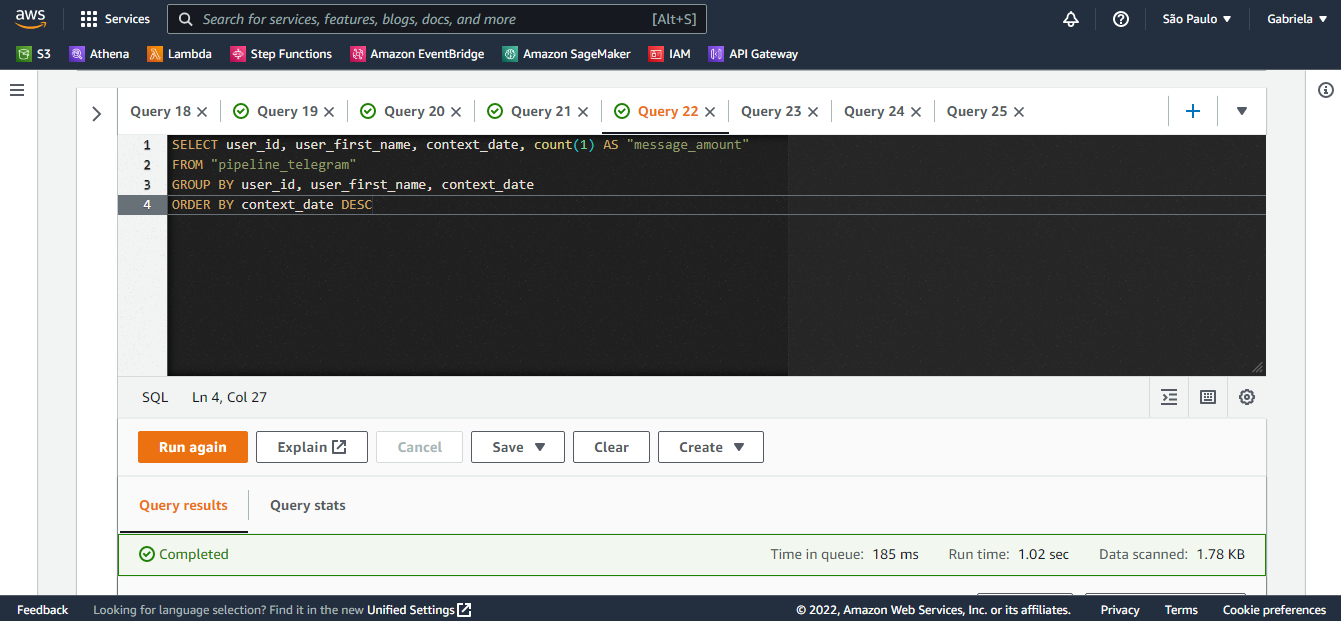 aws Services Search for services, features, blogs, docs, and more [Alt+S] São Paulo Gabriela
S3 Athena Lambda Step Functions Amazon EventBridge Amazon SageMaker IAM API Gateway
Query 18 Query 19 Query 20 Query 21 Query 22 Query 23 Query 24 Query 25
1 SELECT user_id, user_first_name, context_date, count(1) AS "message_amount"
2 FROM "pipeline_telegram"
3 GROUP BY user_id, user_first_name, context_date
4 ORDER BY context_date DESC
SQL Ln 4, Col 27
Run again Explain Cancel Save Clear Create
Query results Query stats
Completed Time in queue: 185 ms Run time: 1.02 sec Data scanned: 1.78 KB
Feedback Looking for language selection? Find it in the new Unified Settings © 2022, Amazon Web Services, Inc. or its affiliates. Privacy Terms Cookie preferences